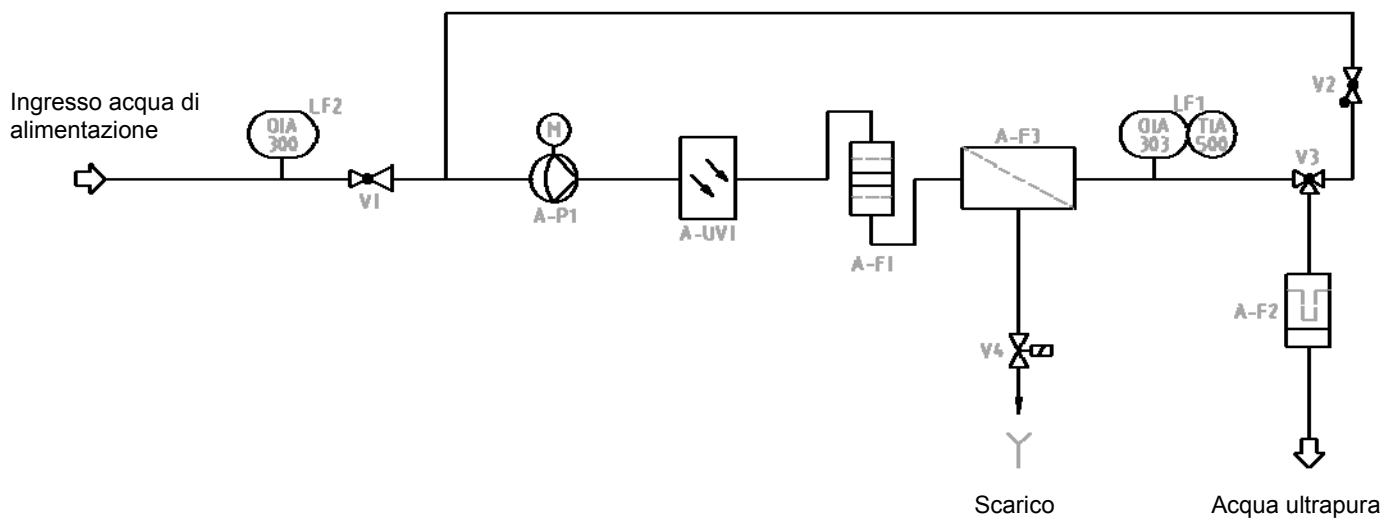 Ingresso acqua di
alimentazione
LF2
QIA
300
V1
M
A-P1
A-UV1
A-F1
A-F3
LF1
QIA
303
TIA
500
V2
V3
A-F2
V4
Scarico
Acqua ultrapura